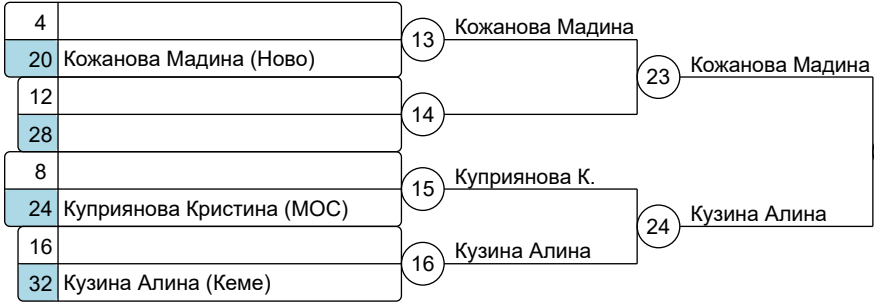 4
20 Кожанова Мадина (Ново)
13 Кожанова Мадина
23 Кожанова Мадина
12
28
14
8
24 Куприянова Кристина (МОС)
15 Куприянова К.
24 Кузина Алина
16
32 Кузина Алина (Кеме)
16 Кузина Алина